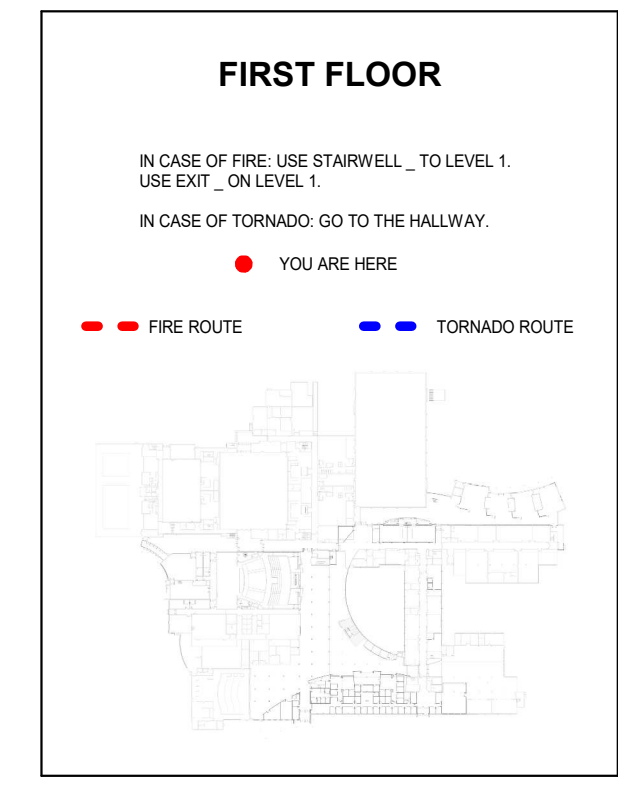 FIRST FLOOR
IN CASE OF FIRE: USE STAIRWELL _ TO LEVEL 1.
USE EXIT _ ON LEVEL 1.
IN CASE OF TORNADO: GO TO THE HALLWAY.
YOU ARE HERE
FIRE ROUTE
TORNADO ROUTE